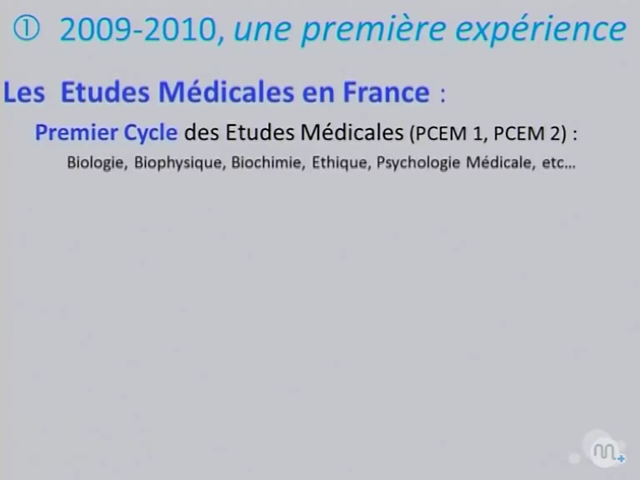 ① 2009-2010, une première expérience
Les Etudes Médicales en France :
Premier Cycle des Etudes Médicales (PCEM 1, PCEM 2) :
Biologie, Biophysique, Biochimie, Ethique, Psychologie Médicale, etc...